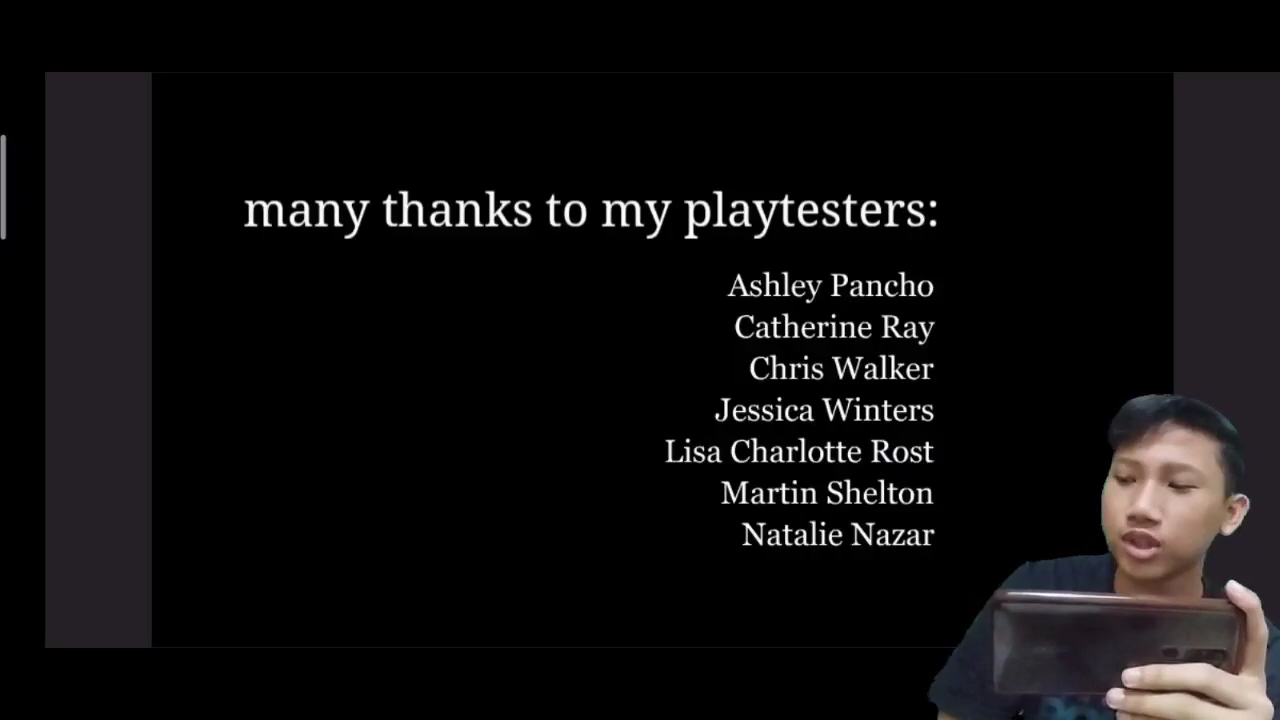 many thanks to my playtesters:
Ashley Pancho
Catherine Ray
Chris Walker
Jessica Winters
Lisa Charlotte Rost
Martin Shelton
Natalie Nazar